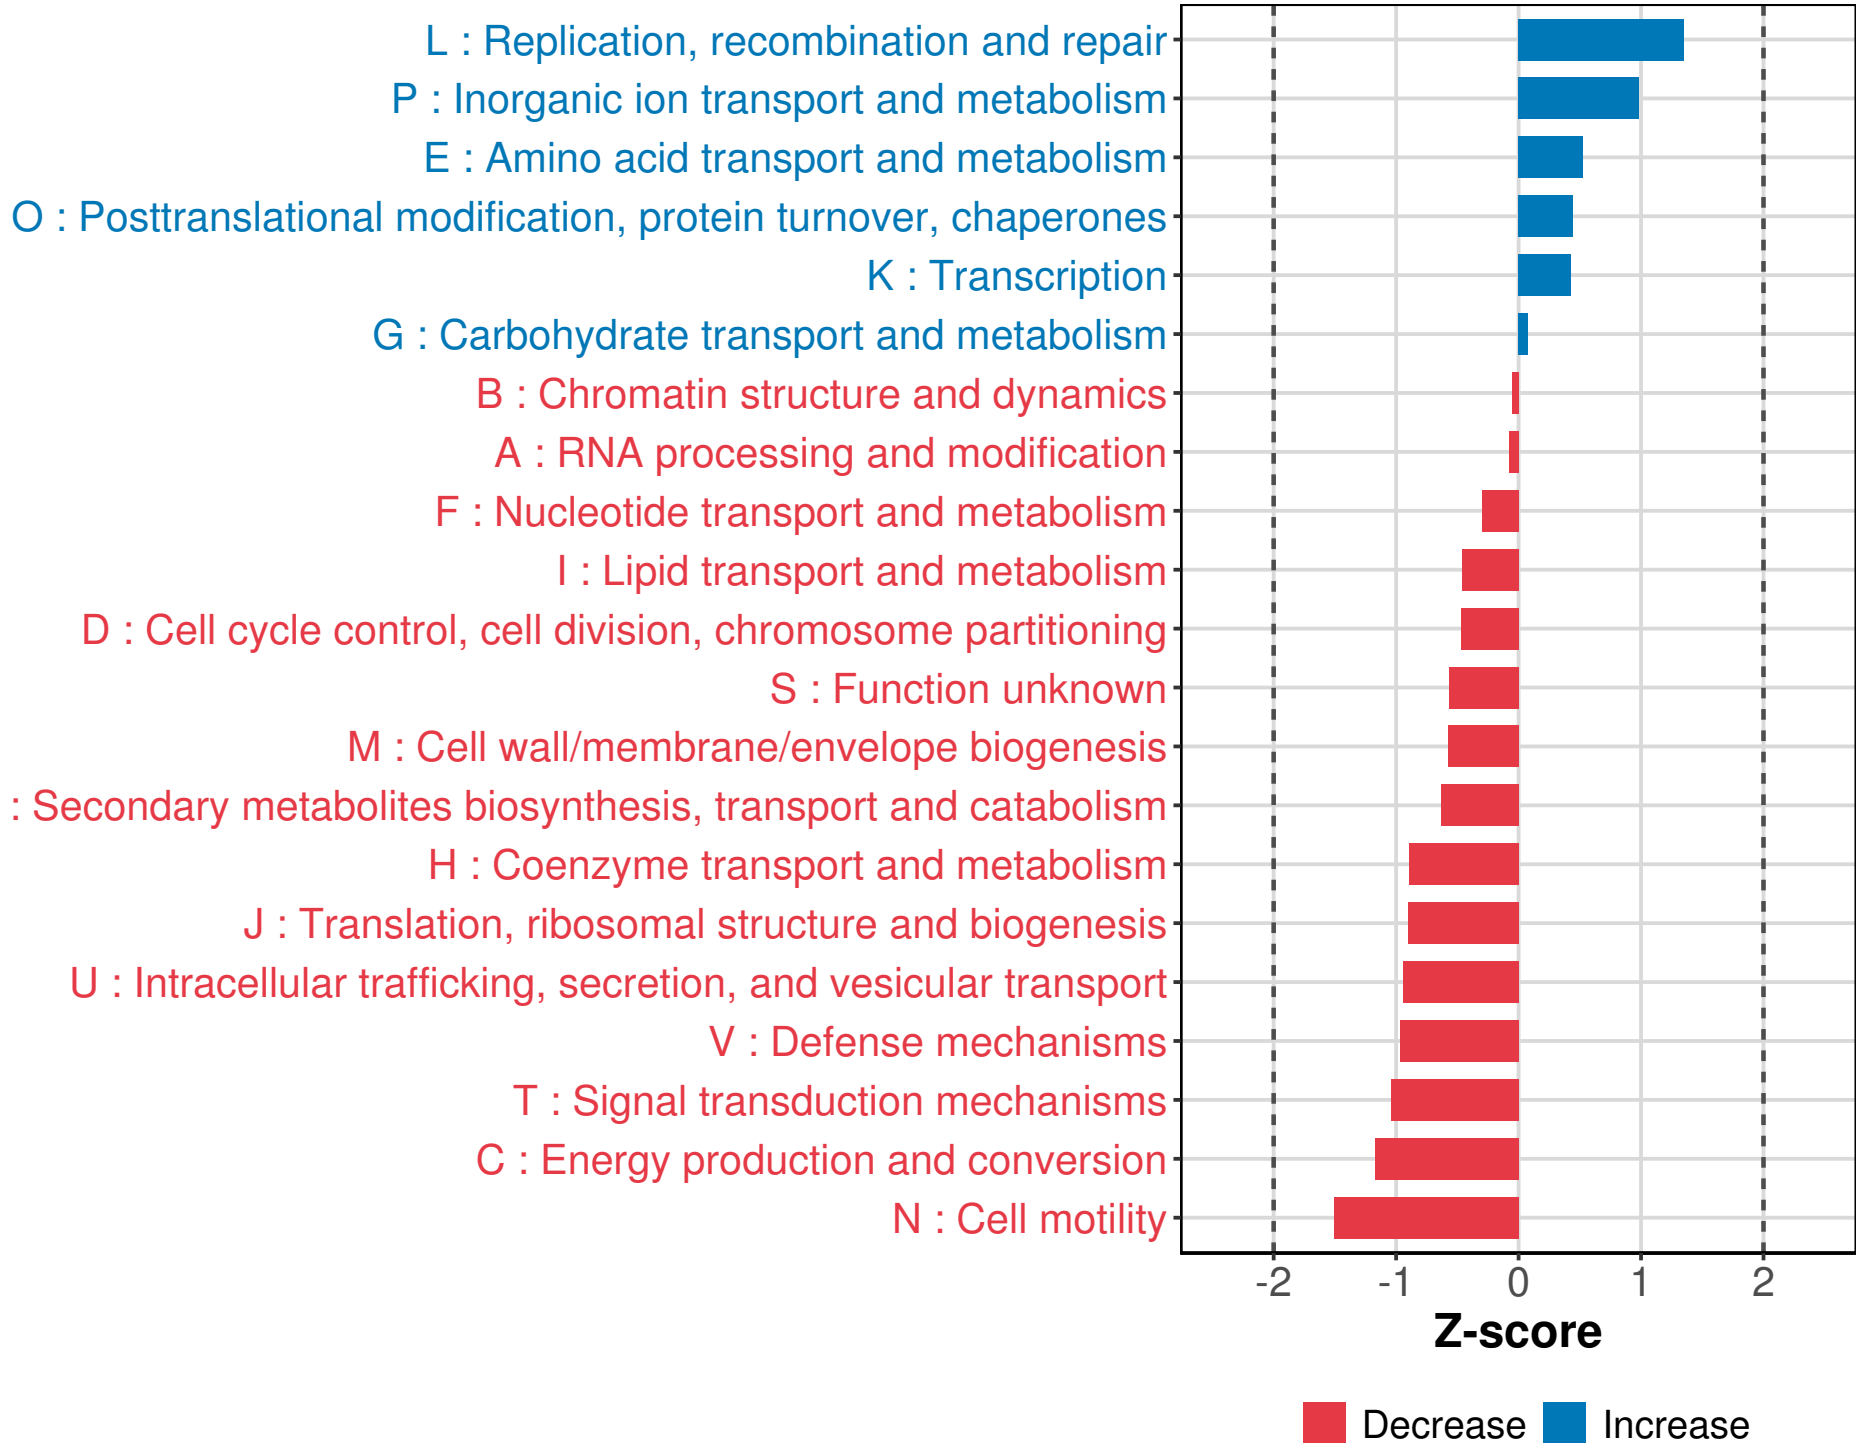 L : Replication, recombination and repair
P : Inorganic ion transport and metabolism
E : Amino acid transport and metabolism
O : Posttranslational modification, protein turnover, chaperones
K : Transcription
G : Carbohydrate transport and metabolism
B : Chromatin structure and dynamics
A : RNA processing and modification
F : Nucleotide transport and metabolism
I : Lipid transport and metabolism
D : Cell cycle control, cell division, chromosome partitioning
S : Function unknown
M : Cell wall/membrane/envelope biogenesis
: Secondary metabolites biosynthesis, transport and catabolism
H : Coenzyme transport and metabolism
J : Translation, ribosomal structure and biogenesis
U : Intracellular trafficking, secretion, and vesicular transport
V : Defense mechanisms
T : Signal transduction mechanisms
C : Energy production and conversion
N : Cell motility
-2 -1 0 1 2
Z-score
Decrease Increase